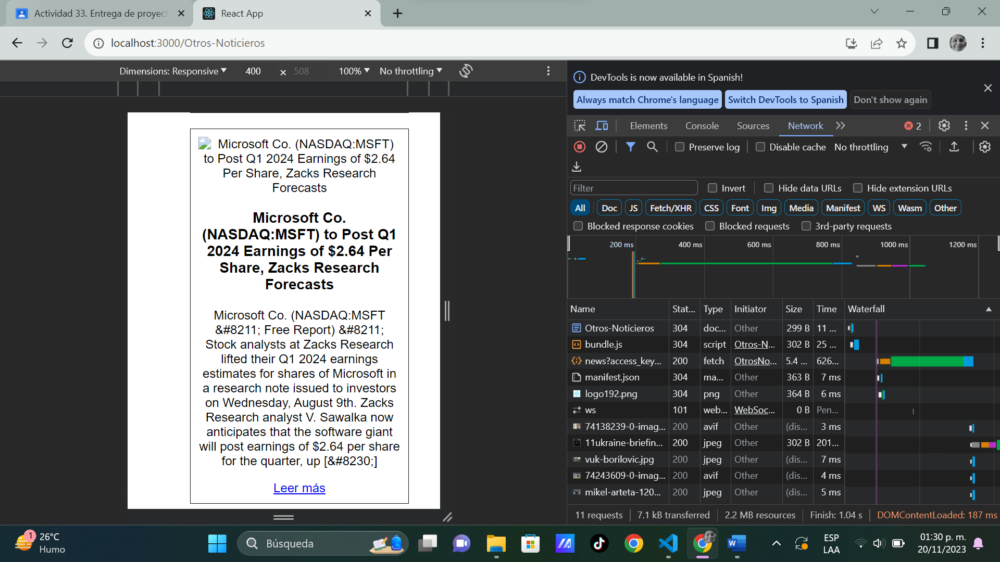 Actividad 33. Entrega de proyect
React App
localhost:3000/Otros-Noticieros
Dimensions: Responsive
400
×
508
100%
No throttling
Microsoft Co. (NASDAQ:MSFT)
to Post Q1 2024 Earnings of $2.64
Per Share, Zacks Research
Forecasts
Microsoft Co.
(NASDAQ:MSFT) to Post Q1
2024 Earnings of $2.64 Per
Share, Zacks Research
Forecasts
Microsoft Co. (NASDAQ:MSFT
&#8211; Free Report) &#8211;
Stock analysts at Zacks Research
lifted their Q1 2024 earnings
estimates for shares of Microsoft in
a research note issued to investors
on Wednesday, August 9th. Zacks
Research analyst V. Sawalka now
anticipates that the software giant
will post earnings of $2.64 per share
for the quarter, up [&#8230;]
Leer más
DevTools is now available in Spanish!
Always match Chrome's language
Switch DevTools to Spanish
Don't show again
Elements
Console
Sources
Network
2
Preserve log
Disable cache
No throttling
Filter
Invert
Hide data URLs
Hide extension URLs
All
Doc
JS
Fetch/XHR
CSS
Font
Img
Media
Manifest
WS
Wasm
Other
Blocked response cookies
Blocked requests
3rd-party requests
200 ms
400 ms
600 ms
800 ms
1000 ms
1200 ms
Name Stat... Type Initiator Size Time Waterfall
Otros-Noticieros 304 doc... Other 299 B 11 ...
bundle.js 304 script Otros-N... 302 B 25 ...
news?access_key... 200 fetch OtrosNo... 5.4 ... 626...
manifest.json 304 ma... Other 363 B 7 ms
logo192.png 304 png Other 364 B 6 ms
ws 101 web... WebSoc... 0 B Pen...
74138239-0-imag... 200 avif Other (dis... 3 ms
11ukraine-briefin... 200 jpeg Other 302 B 201...
vuk-borilovic.jpg 200 jpeg Other (dis... 7 ms
74243609-0-imag... 200 avif Other (dis... 4 ms
mikel-arteta-120... 200 jpeg Other (dis... 5 ms
11 requests
7.1 kB transferred
2.2 MB resources
Finish: 1.04 s
DOMContentLoaded: 187 ms
1
26°C
Humo
Búsqueda
W
ESP
LAA
01:30 p. m.
20/11/2023